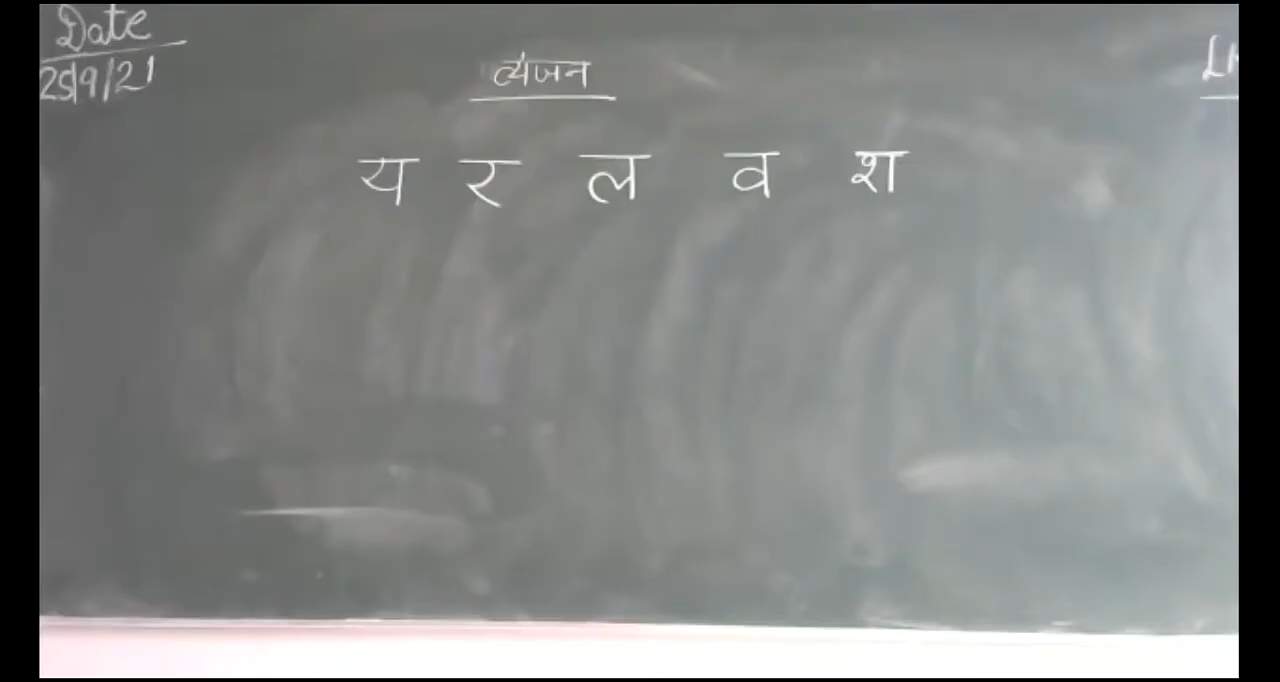 Date
25/9/21
व्यंजन
य र ल व श